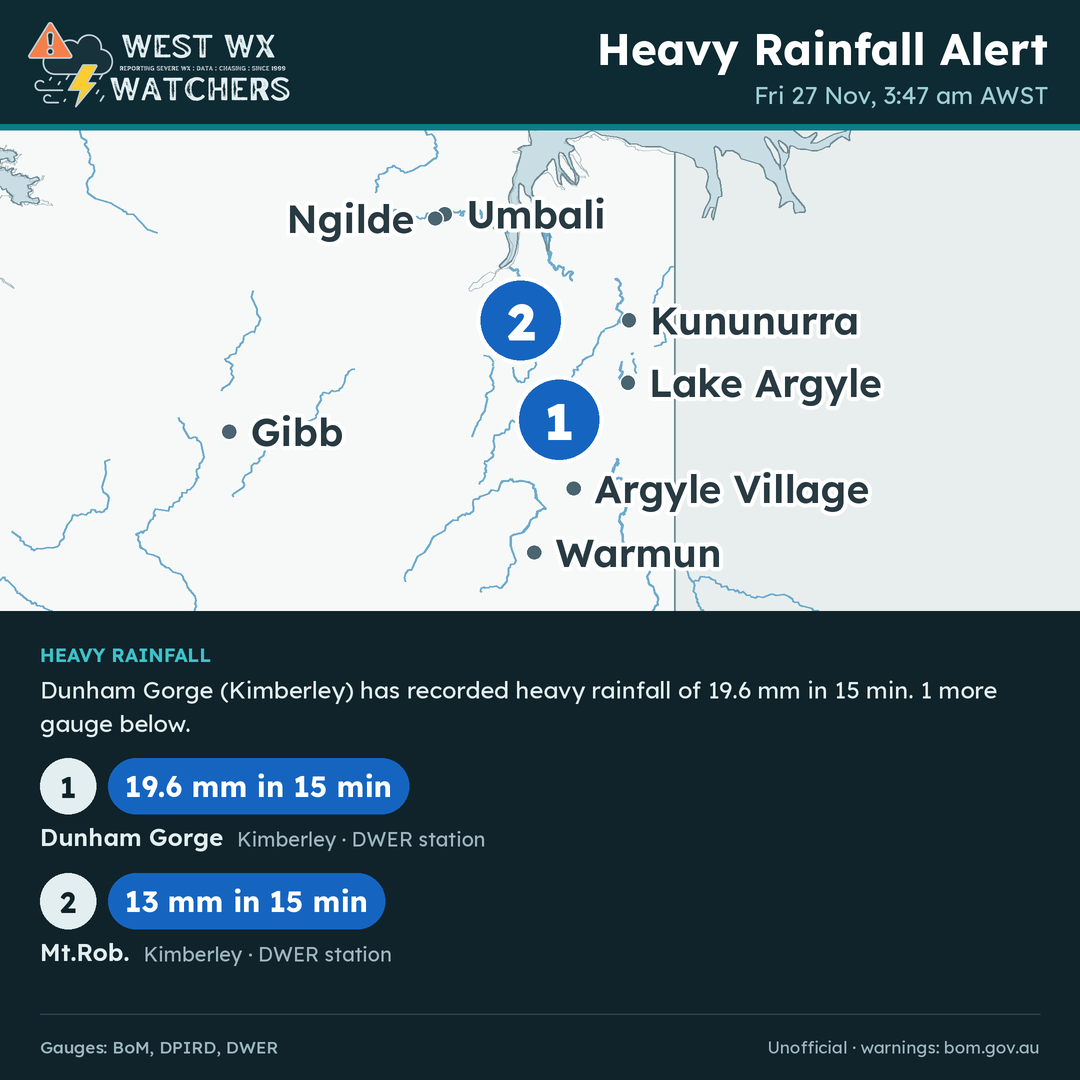 WEST WX
REPORTING SEVERE WX : DATA : CHASING : SINCE 1999
WATCHERS
Heavy Rainfall Alert
Fri 27 Nov, 3:47 am AWST
Ngilde
Umbali
2
Kununurra
Lake Argyle
1
Gibb
Argyle Village
Warmun
HEAVY RAINFALL
Dunham Gorge (Kimberley) has recorded heavy rainfall of 19.6 mm in 15 min. 1 more
gauge below.
1 19.6 mm in 15 min
Dunham Gorge Kimberley · DWER station
2 13 mm in 15 min
Mt.Rob. Kimberley · DWER station
Gauges: BoM, DPIRD, DWER
Unofficial · warnings: bom.gov.au